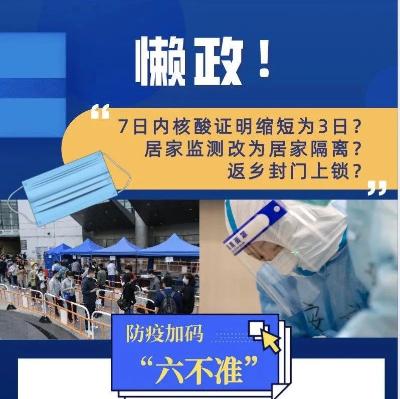 懒政！
“7日内核酸证明缩短为3日？
居家监测改为居家隔离？
返乡封门上锁？”
防疫加码
“六不准”